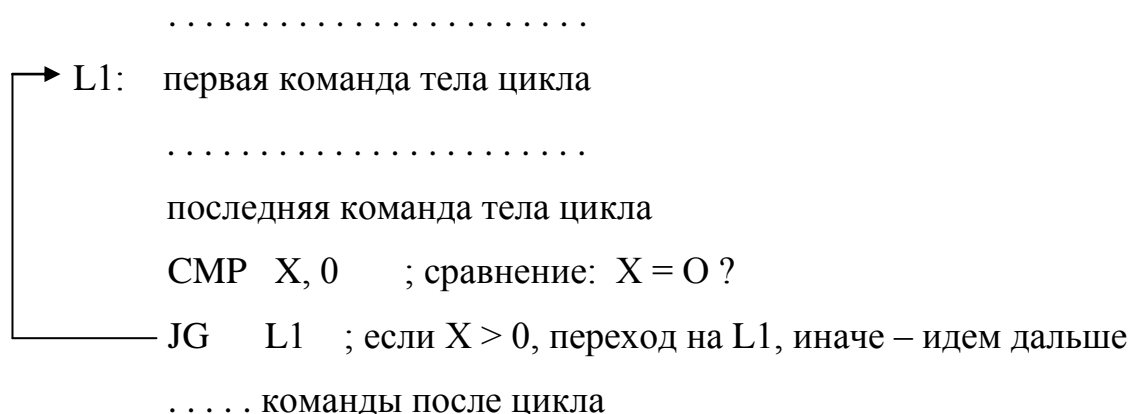 . . . . . . . . . . . . . . . . . . . . . . .
L1: первая команда тела цикла
. . . . . . . . . . . . . . . . . . . . . . .
последняя команда тела цикла
CMP X, 0 ; сравнение: X = O ?
JG L1 ; если X > 0, переход на L1, иначе – идем дальше
. . . . . команды после цикла